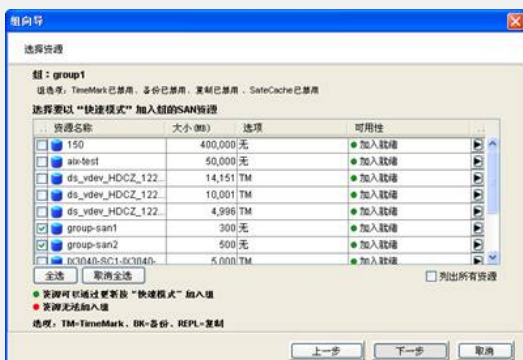 组向导
选择资源
组：group1
组选项：TimeMark已禁用、备份已禁用、复制已禁用、SafeCache已禁用
选择要以“快速模式”加入组的SAN资源
资源名称 大小(MB) 选项 可用性
150 400,000 无 加入就绪
aix-test 50,000 无 加入就绪
ds_vdev_HDCZ_122... 14,151 TM 加入就绪
ds_vdev_HDCZ_122... 10,001 TM 加入就绪
ds_vdev_HDCZ_122... 4,996 TM 加入就绪
group-san1 300 无 加入就绪
group-san2 500 无 加入就绪
5,000 TM 加入就绪
全选 取消全选 列出所有资源
资源可以通过更新按“快速模式”加入组
资源无法加入组
选项：TM=TimeMark、BK=备份、REPL=复制
上一步 下一步 取消